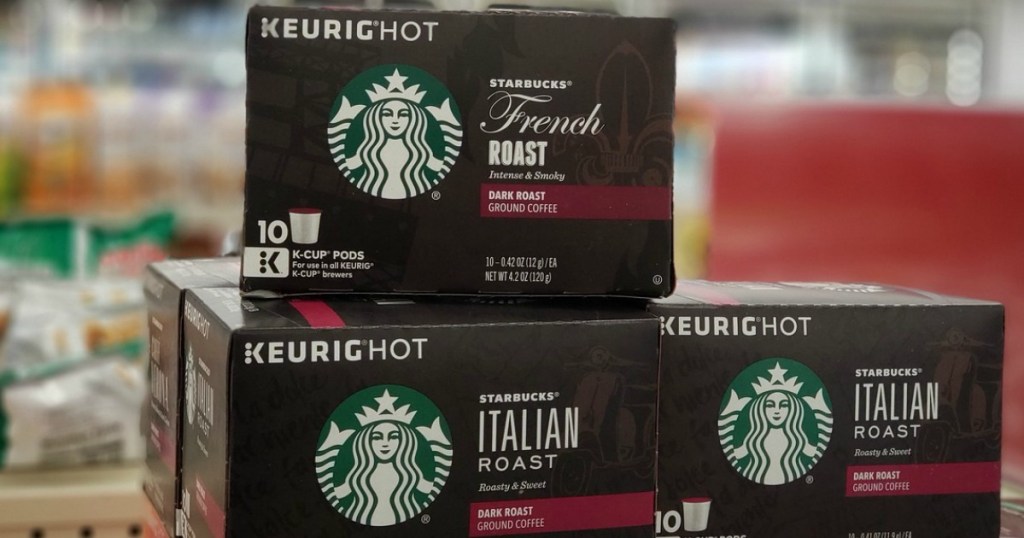 KEURIG®HOT
STARBUCKS®
French
ROAST
Intense & Smoky
DARK ROAST
GROUND COFFEE
®
10
K
K-CUP® PODS
For use in all KEURIG®
K-CUP® brewers
10 – 0.42 OZ (12 g) / EA
NET WT 4.2 OZ (120 g)
U
KEURIG®HOT
STARBUCKS®
ITALIAN
ROAST
Roasty & Sweet
DARK ROAST
GROUND COFFEE
®
KEURIG®HOT
STARBUCKS®
ITALIAN
ROAST
Roasty & Sweet
DARK ROAST
GROUND COFFEE
®
10